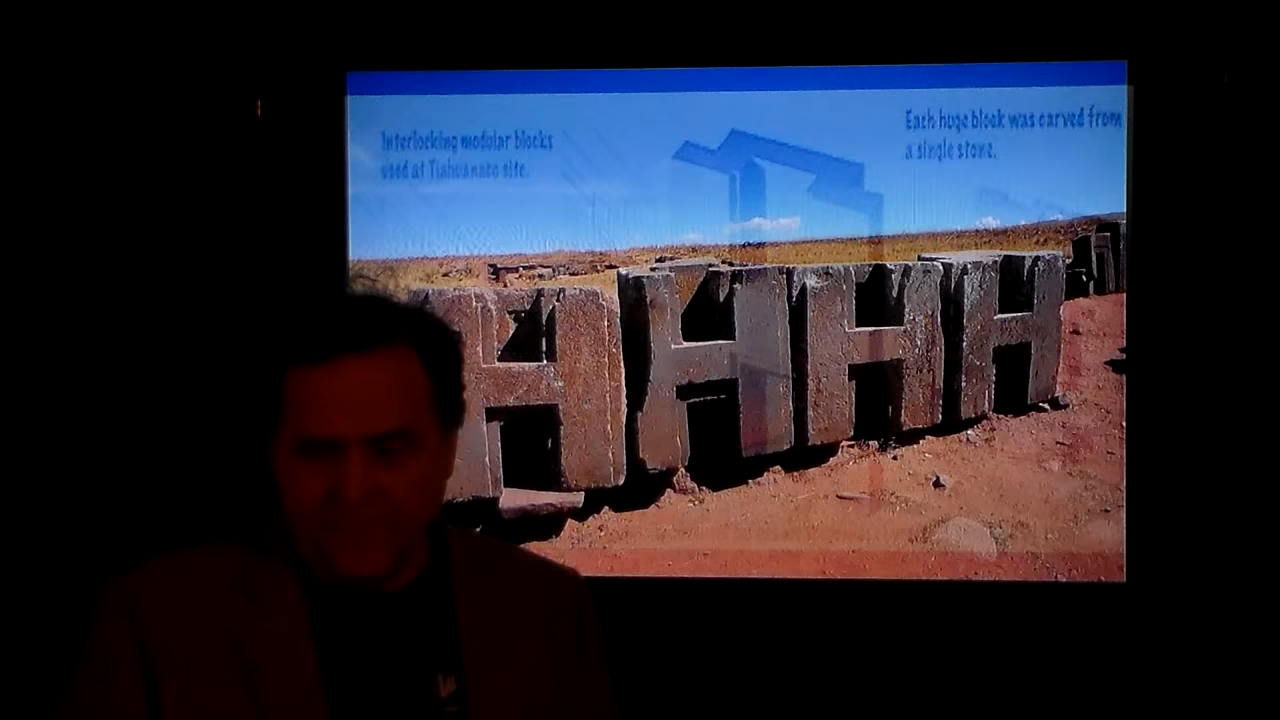 Interlocking modular blocks
used at Tiahuanaco site.
Each huge block was carved from
a single stone.